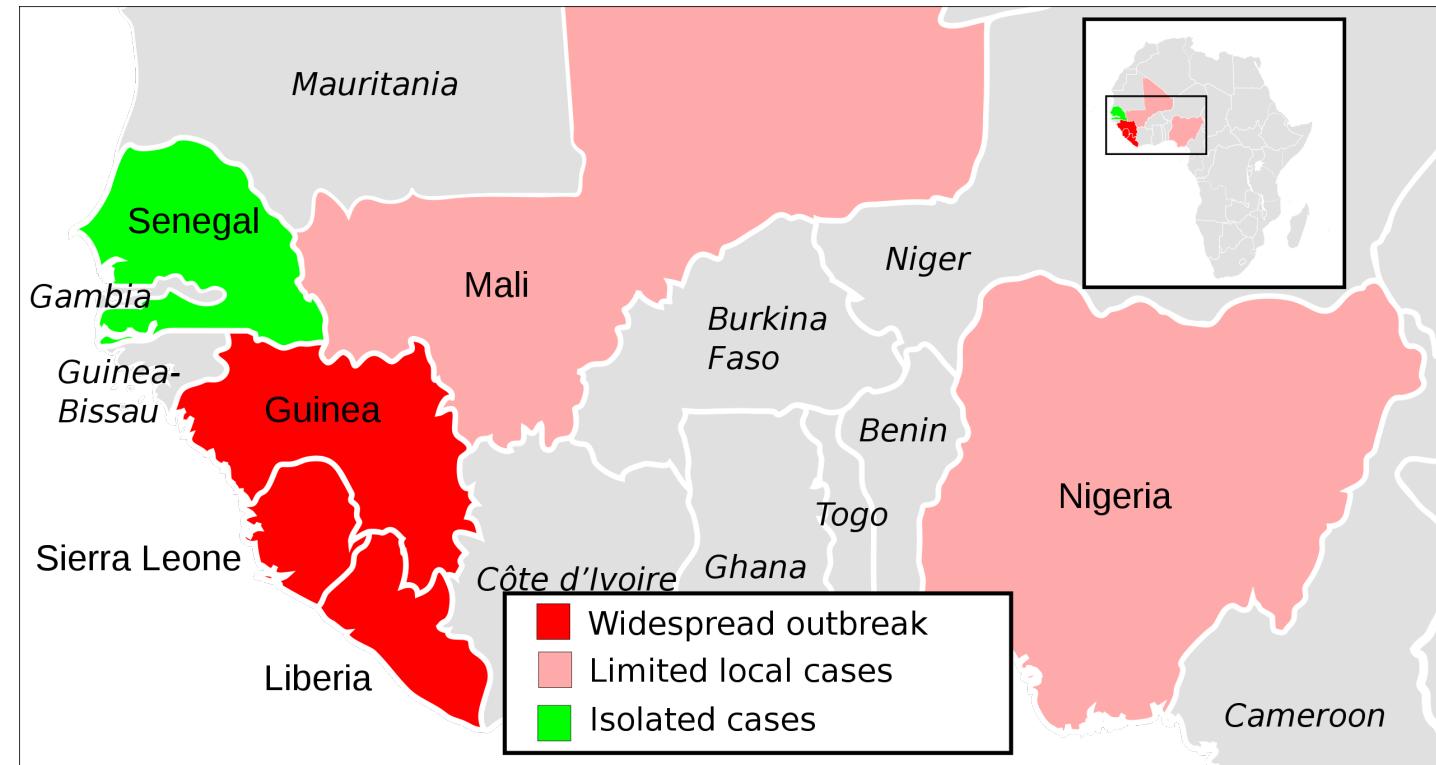 Mauritania
Senegal
Niger
Mali
Gambia
Burkina
Faso
Guinea-
Bissau
Guinea
Benin
Nigeria
Togo
Sierra Leone
Côte d’Ivoire
Ghana
Widespread outbreak
Limited local cases
Isolated cases
Liberia
Cameroon